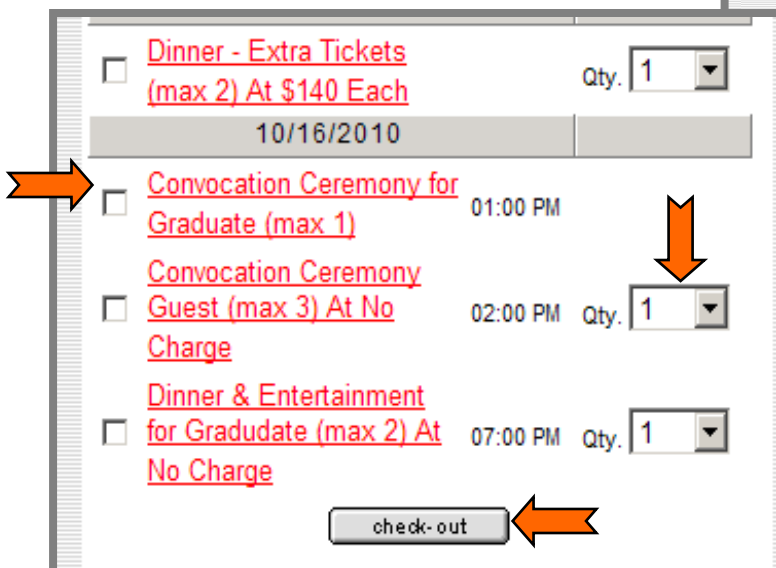 Dinner - Extra Tickets
(max 2) At $140 Each
Qty. 1
10/16/2010
Convocation Ceremony for
Graduate (max 1)
01:00 PM
Convocation Ceremony
Guest (max 3) At No
Charge
02:00 PM Qty. 1
Dinner & Entertainment
for Gradudate (max 2) At
No Charge
07:00 PM Qty. 1
check-out